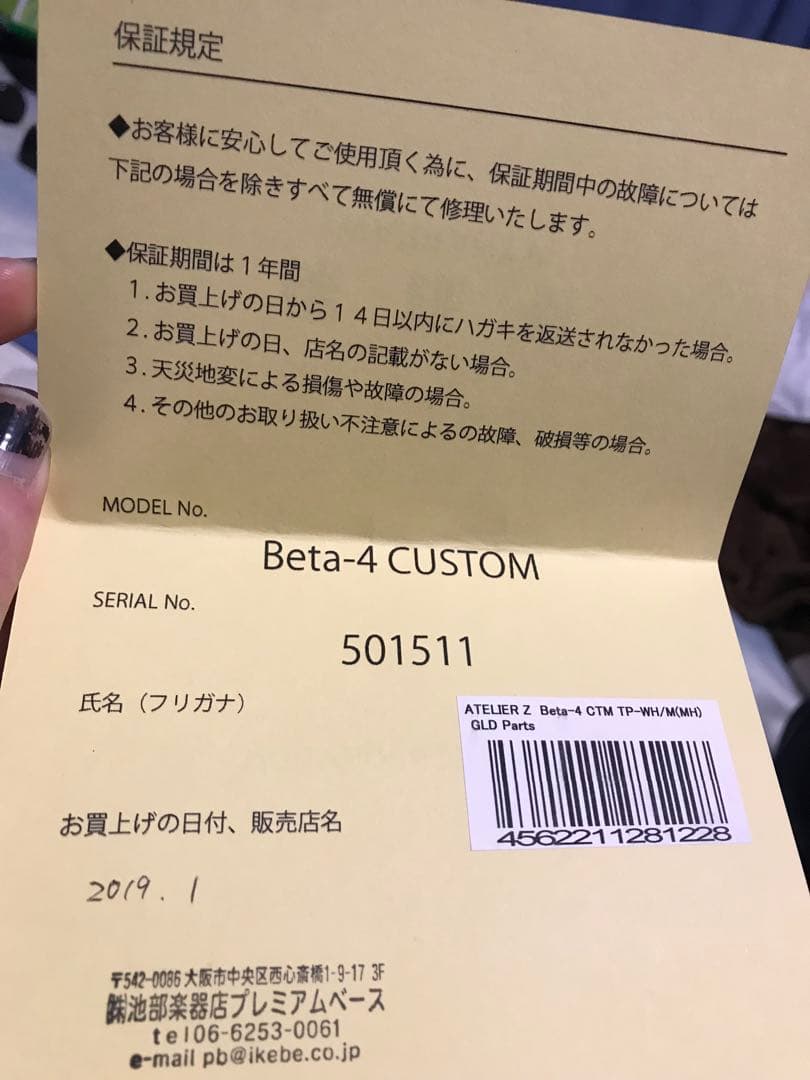 保証規定
◆お客様に安心してご使用頂く為に、保証期間中の故障については
下記の場合を除きすべて無償にて修理いたします。
◆保証期間は１年間
1.お買上げの日から１４日以内にハガキを返送されなかった場合。
2.お買上げの日、店名の記載がない場合。
3.天災地変による損傷や故障の場合。
4.その他のお取り扱い不注意によるの故障、破損等の場合。
MODEL No.
Beta-4 CUSTOM
SERIAL No.
501511
氏名（フリガナ）
ATELIER Z Beta-4 CTM TP-WH/M(MH)
GLD Parts
4562211281228
お買上げの日付、販売店名
2019.1
〒542-0086 大阪市中央区西心斎橋1-9-17 3F
㈱池部楽器店プレミアムベース
tel06-6253-0061
e-mail pb@ikebe.co.jp